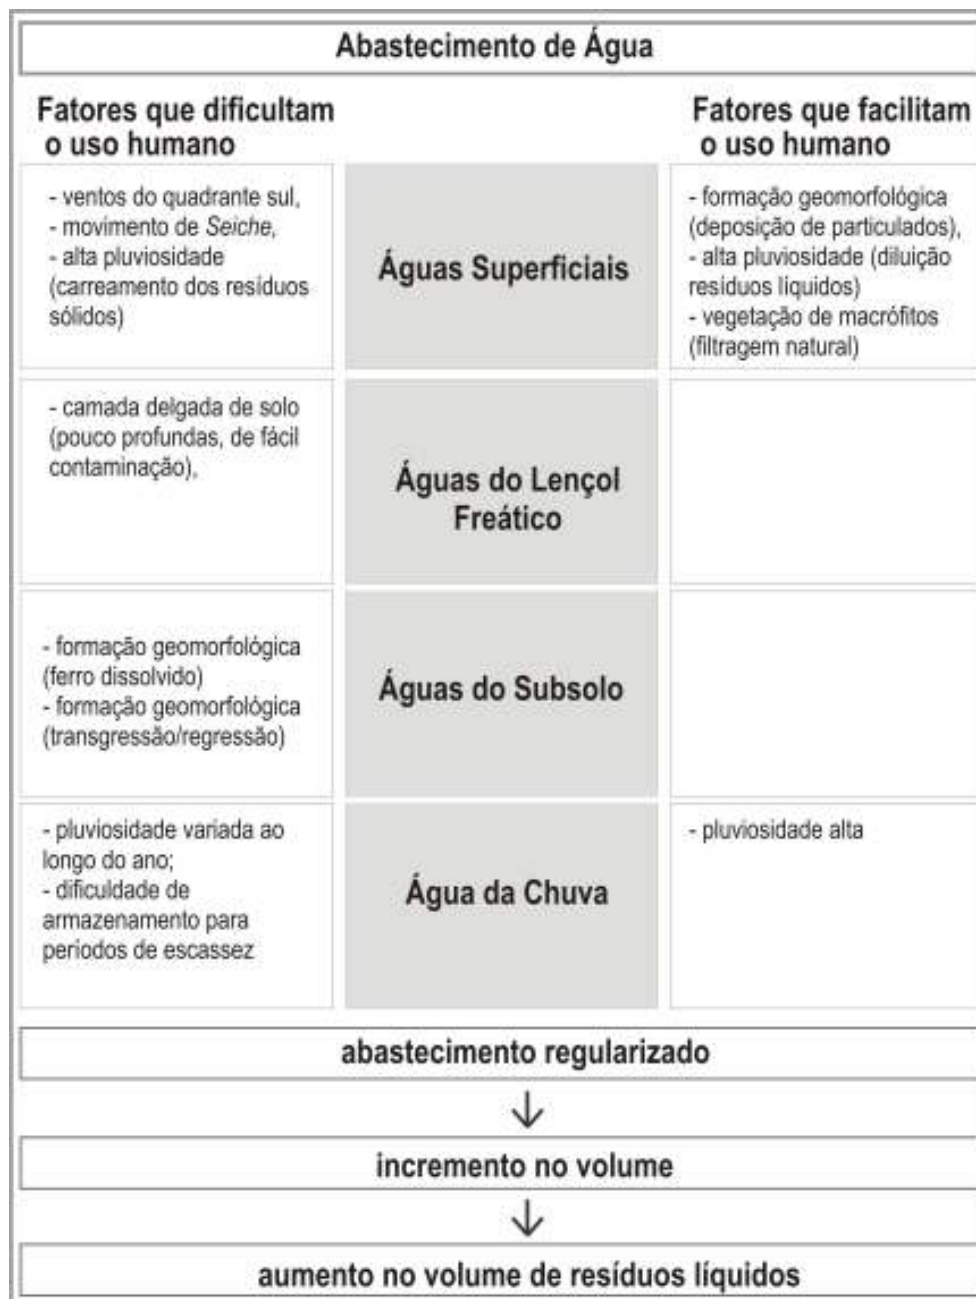 Abastecimento de Água
Fatores que dificultam
o uso humano
Fatores que facilitam
o uso humano
- ventos do quadrante sul,
- movimento de Seiche,
- alta pluviosidade
(carreamento dos resíduos
sólidos)
Águas Superficiais
- formação geomorfológica
(deposição de particulados),
- alta pluviosidade (diluição
resíduos líquidos)
- vegetação de macrófitos
(filtragem natural)
- camada delgada de solo
(pouco profundas, de fácil
contaminação),
Águas do Lençol
Freático
- formação geomorfológica
(ferro dissolvido)
- formação geomorfológica
(transgressão/regressão)
Águas do Subsolo
- pluviosidade variada ao
longo do ano;
- dificuldade de
armazenamento para
períodos de escassez
Água da Chuva
- pluviosidade alta
abastecimento regularizado
incremento no volume
aumento no volume de resíduos líquidos